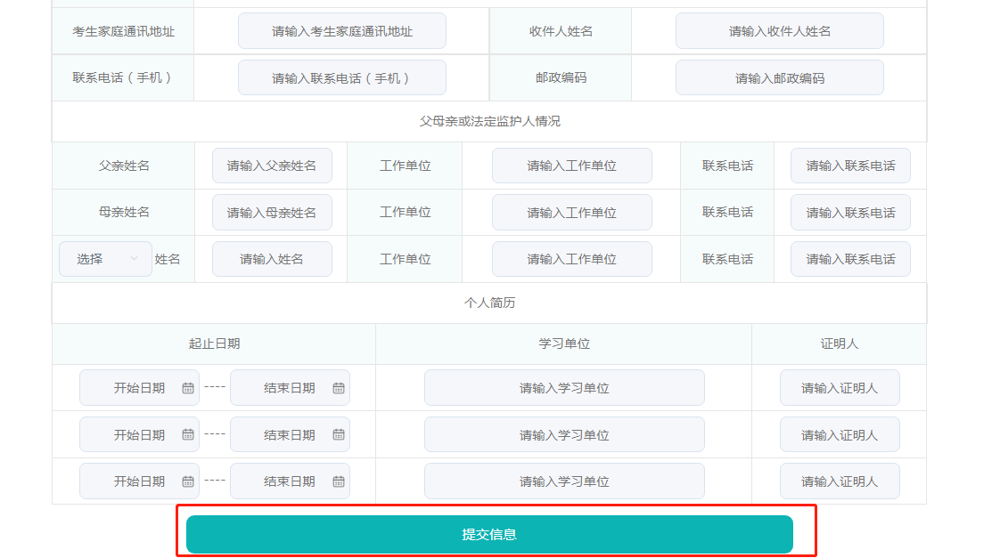 考生家庭通讯地址 请输入考生家庭通讯地址 收件人姓名 请输入收件人姓名
联系电话（手机） 请输入联系电话（手机） 邮政编码 请输入邮政编码
父母亲或法定监护人情况
父亲姓名 请输入父亲姓名 工作单位 请输入工作单位 联系电话 请输入联系电话
母亲姓名 请输入母亲姓名 工作单位 请输入工作单位 联系电话 请输入联系电话
选择 姓名 请输入姓名 工作单位 请输入工作单位 联系电话 请输入联系电话
个人简历
起止日期 学习单位 证明人
开始日期 ---- 结束日期 请输入学习单位 请输入证明人
开始日期 ---- 结束日期 请输入学习单位 请输入证明人
开始日期 ---- 结束日期 请输入学习单位 请输入证明人
提交信息